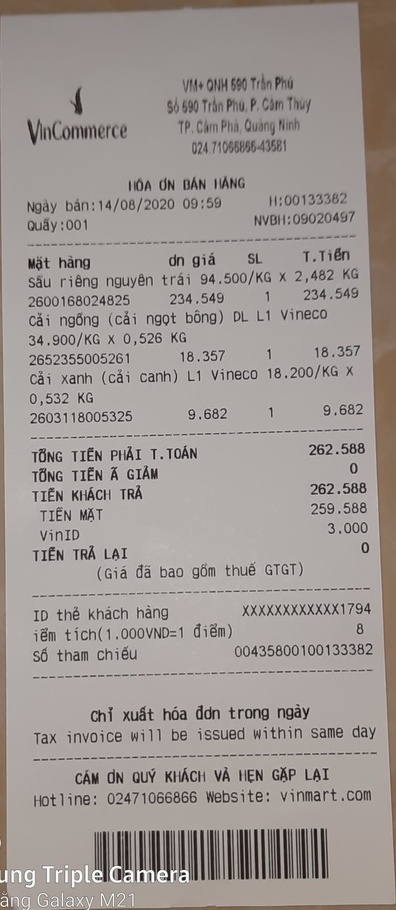 VinCommerce
VM+ QNH 590 Trần Phú
Số 590 Trần Phú, P. Cẩm Thủy
TP. Cẩm Phả, Quảng Ninh
024.71066866-43581
HÓA ƠN BÁN HÀNG
Ngày bán:14/08/2020 09:59 H:00133382
Quầy:001 NVBH:09020497
Mặt hàng ơn giá SL T.Tiền
Sầu riêng nguyên trái 94.500/KG X 2,482 KG
2600168024825 234.549 1 234.549
Cải ngồng (cải ngọt bông) DL L1 Vineco
34.900/KG X 0,526 KG
2652355005261 18.357 1 18.357
Cải xanh (cải canh) L1 Vineco 18.200/KG X
0,532 KG
2603118005325 9.682 1 9.682
TỔNG TIỀN PHẢI T.TOÁN 262.588
TỔNG TIỀN Ã GIẢM 0
TIỀN KHÁCH TRẢ 262.588
TIỀN MẶT 259.588
VinID 3.000
TIỀN TRẢ LẠI 0
(Giá đã bao gồm thuế GTGT)
ID thẻ khách hàng XXXXXXXXXXXX1794
iểm tích(1.000VND=1 điểm) 8
Số tham chiếu 00435800100133382
Chỉ xuất hóa đơn trong ngày
Tax invoice will be issued within same day
CẢM ƠN QUÝ KHÁCH VÀ HẸN GẶP LẠI
Hotline: 02471066866 Website: vinmart.com
ung Triple Camera
ằng Galaxy M21